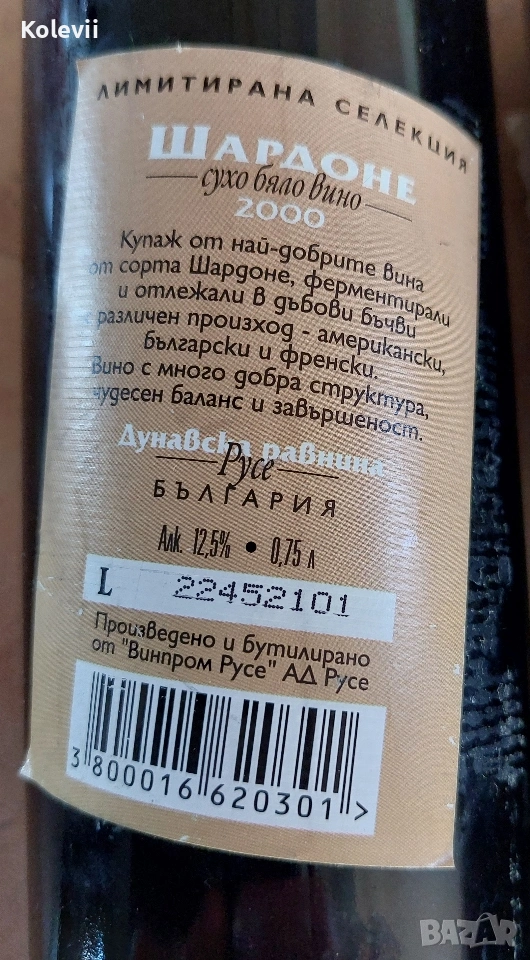 Kolevii
ЛИМИТИРАНА СЕЛЕКЦИЯ
ШАРДОНЕ
сухо бяло вино
2000
Купаж от най-добрите вина
от сорта Шардоне, ферментирали
и отлежали в дъбови бъчви
с различен произход - американски,
български и френски.
Вино с много добра структура,
чудесен баланс и завършеност.
Дунавска равнина
Русе
БЪЛГАРИЯ
Алк. 12,5% • 0,75 л
L 22452101
Произведено и бутилирано
от "Винпром Русе" АД Русе
3 800016 620301 >
BAZAR